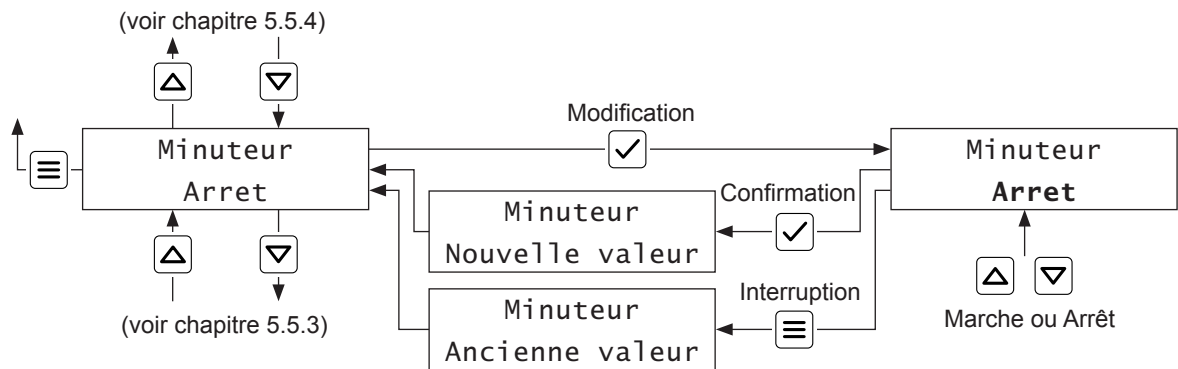 (voir chapitre 5.5.4)
Modification
Minuteur
Arret
Minuteur
Arret
Confirmation
Minuteur
Nouvelle valeur
Interruption
Minuteur
Ancienne valeur
(voir chapitre 5.5.3)
Marche ou Arrêt